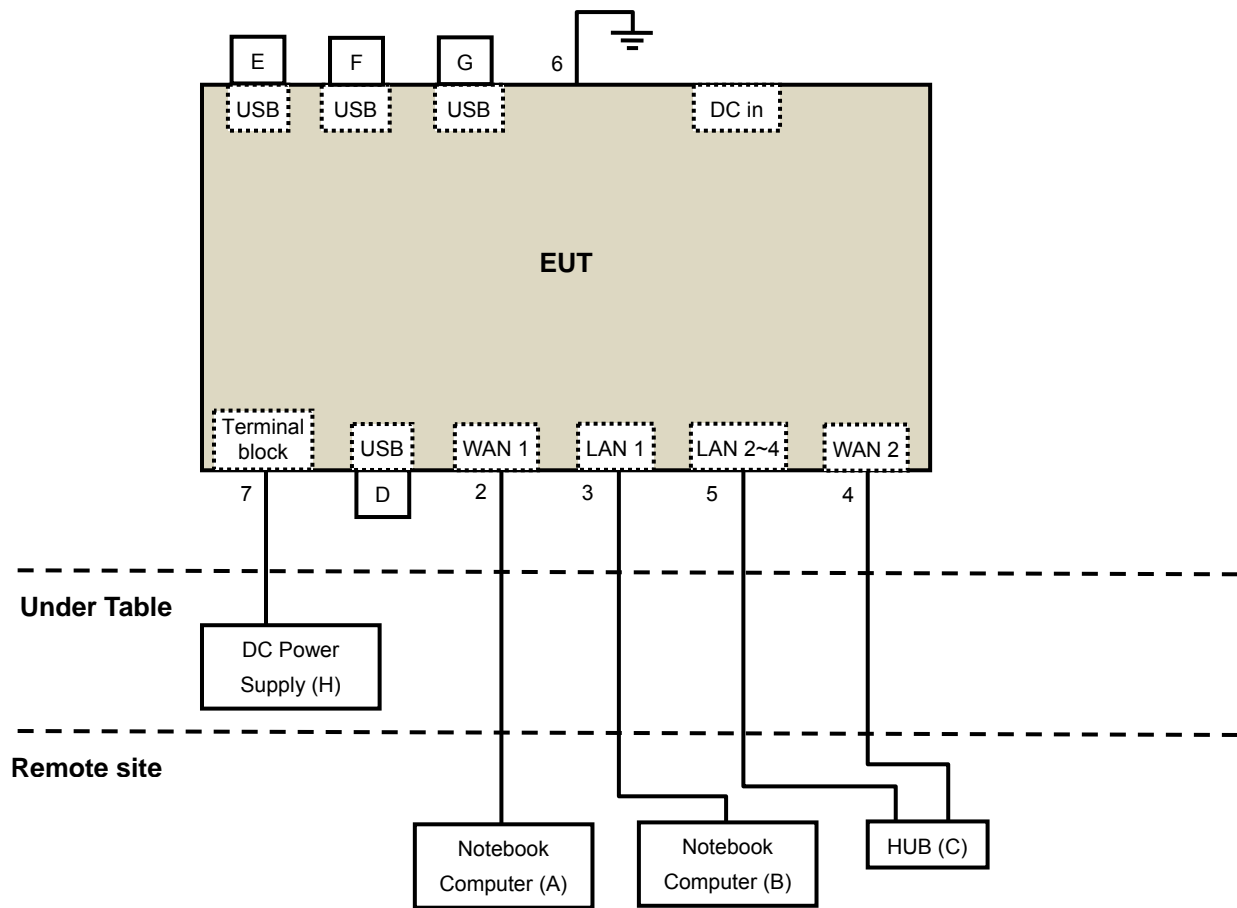 E
F
G
6
USB
USB
USB
DC in
EUT
Terminal
block
USB
WAN 1
LAN 1
LAN 2~4
WAN 2
7
D
2
3
5
4
Under Table
DC Power
Supply (H)
Remote site
Notebook
Computer (A)
Notebook
Computer (B)
HUB (C)